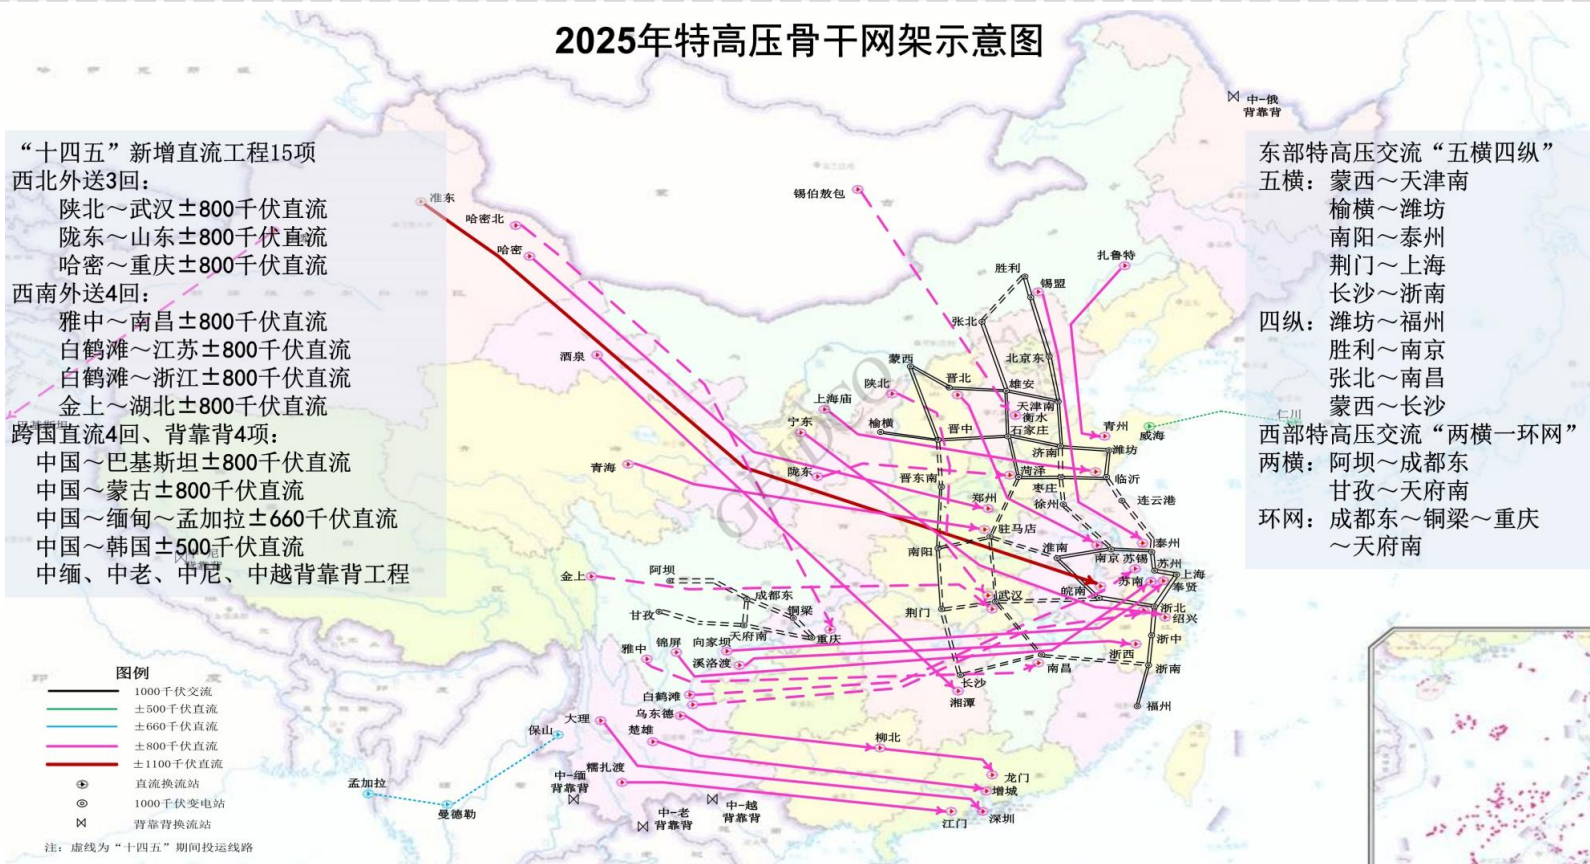 2025年特高压骨干网架示意图
“十四五”新增直流工程15项
西北外送3回：
陕北～武汉±800千伏直流
陇东～山东±800千伏直流
哈密～重庆±800千伏直流
西南外送4回：
雅中～南昌±800千伏直流
白鹤滩～江苏±800千伏直流
白鹤滩～浙江±800千伏直流
金上～湖北±800千伏直流
跨国直流4回、背靠背4项：
中国～巴基斯坦±800千伏直流
中国～蒙古±800千伏直流
中国～缅甸～孟加拉±660千伏直流
中国～韩国±500千伏直流
中缅、中老、中尼、中越背靠背工程
东部特高压交流“五横四纵”
五横：蒙西～天津南
榆横～潍坊
南阳～泰州
荆门～上海
长沙～浙南
四纵：潍坊～福州
胜利～南京
张北～南昌
蒙西～长沙
西部特高压交流“两横一环网”
两横：阿坝～成都东
甘孜～天府南
环网：成都东～铜梁～重庆
～天府南
中-俄
背靠背
准东
哈密北
哈密
锡伯敖包
胜利
锡盟
扎鲁特
张北
酒泉
蒙西
北京东
晋北
陕北
雄安
上海庙
天津南
衡水
宁东
榆横
晋中
石家庄
青州
威海
仁川
济南
潍坊
青海
陇东
晋东南
菏泽
枣庄
临沂
郑州
徐州
连云港
驻马店
南阳
淮南
南京
苏锡
泰州
苏州
上海
金上
阿坝
皖南
苏南
奉贤
成都东
武汉
荆门
浙北
绍兴
甘孜
铜梁
天府南
重庆
浙中
雅中
锦屏
向家坝
溪洛渡
浙西
南昌
浙南
长沙
白鹤滩
湘潭
福州
乌东德
大理
楚雄
保山
柳北
糯扎渡
中-缅
背靠背
龙门
增城
孟加拉
曼德勒
中-老
背靠背
中-越
背靠背
江门
深圳
图例
1000千伏交流
±500千伏直流
±660千伏直流
±800千伏直流
±1100千伏直流
直流换流站
1000千伏变电站
背靠背换流站
注：虚线为“十四五”期间投运线路